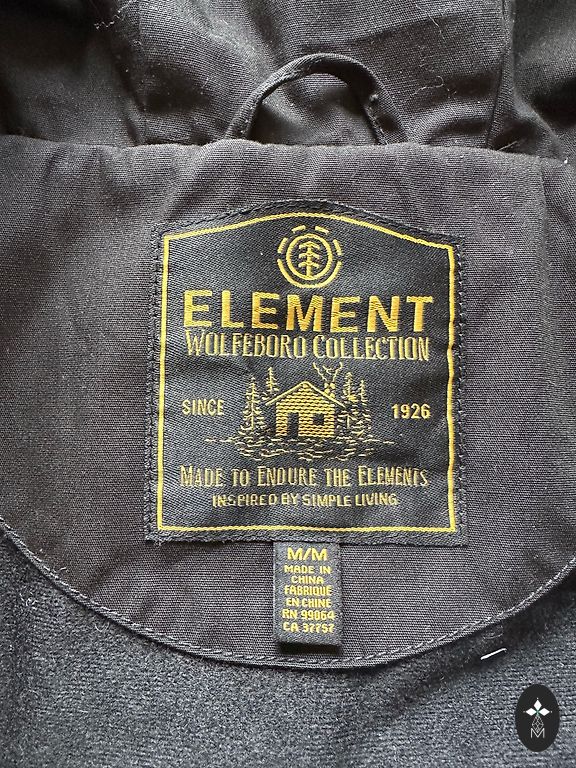 ELEMENT
WOLFEBORO COLLECTION
SINCE 1926
MADE TO ENDURE THE ELEMENTS
INSPIRED BY SIMPLE LIVING
M/M
MADE IN
CHINA
FABRIQUÉ
EN CHINE
RN 99064
CA 37757
M